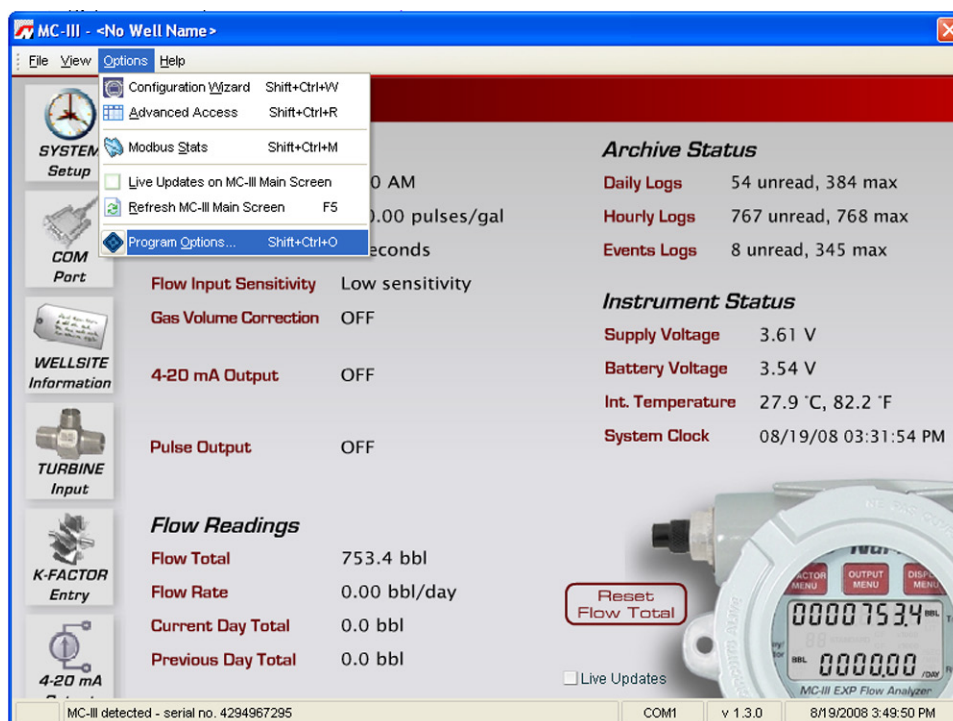 MC-III - <No Well Name>
File View Options Help
Configuration Wizard Shift+Ctrl+W
Advanced Access Shift+Ctrl+R
Modbus Stats Shift+Ctrl+M
Live Updates on MC-III Main Screen
Refresh MC-III Main Screen F5
Program Options... Shift+Ctrl+O
SYSTEM
Setup
COM
Port
WELLSITE
Information
TURBINE
Input
K-FACTOR
Entry
4-20 mA
0 AM
0.00 pulses/gal
Flow Input Sensitivity Low sensitivity
Gas Volume Correction OFF
4-20 mA Output OFF
Pulse Output OFF
Flow Readings
Flow Total 753.4 bbl
Flow Rate 0.00 bbl/day
Current Day Total 0.0 bbl
Previous Day Total 0.0 bbl
Archive Status
Daily Logs 54 unread, 384 max
Hourly Logs 767 unread, 768 max
Events Logs 8 unread, 345 max
Instrument Status
Supply Voltage 3.61 V
Battery Voltage 3.54 V
Int. Temperature 27.9 °C, 82.2 °F
System Clock 08/19/08 03:31:54 PM
Reset
Flow Total
Live Updates
OUTPUT
MENU
MENU
MENU
0000753.4 BBL
BBL 0000.00 /DAY
MC-III EXP Flow Analyzer
MC-III detected - serial no. 4294967295 COM1 v 1.3.0 8/19/2008 3:49:50 PM